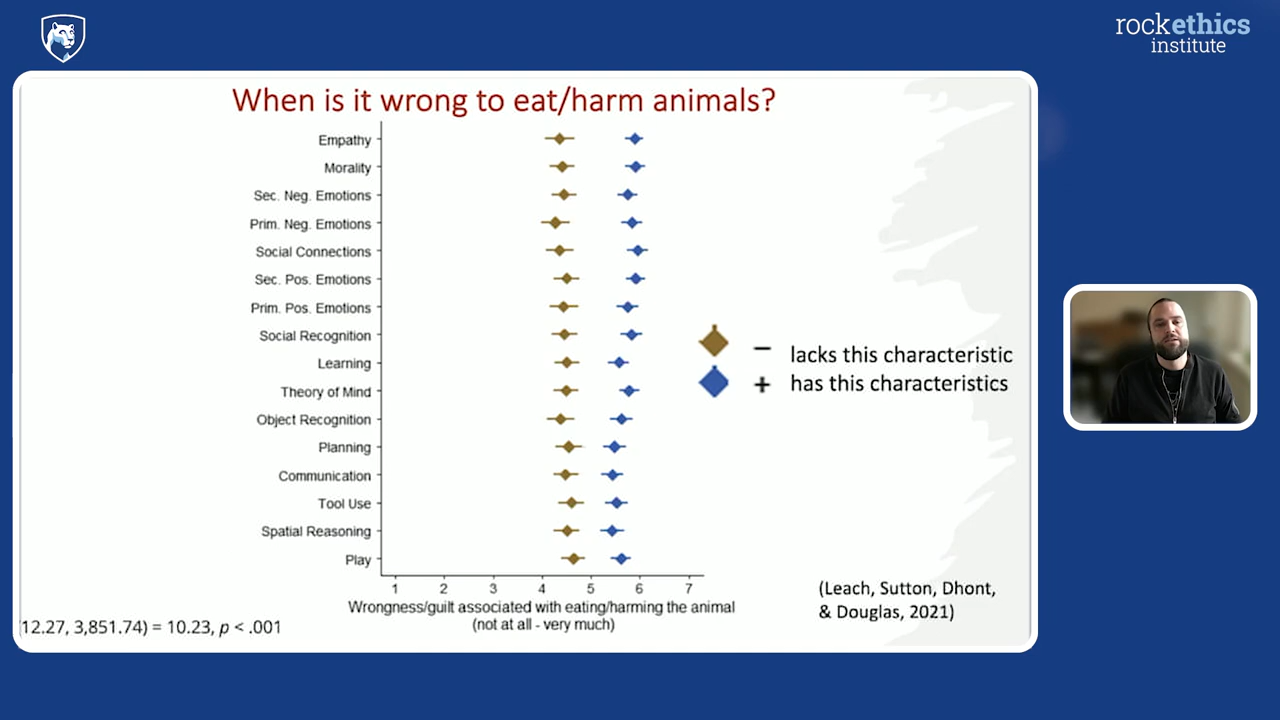 rockethics
institute
When is it wrong to eat/harm animals?
Empathy
Morality
Sec. Neg. Emotions
Prim. Neg. Emotions
Social Connections
Sec. Pos. Emotions
Prim. Pos. Emotions
Social Recognition
Learning
Theory of Mind
Object Recognition
Planning
Communication
Tool Use
Spatial Reasoning
Play
− lacks this characteristic
+ has this characteristics
1 2 3 4 5 6 7
Wrongness/guilt associated with eating/harming the animal
(not at all - very much)
(Leach, Sutton, Dhont,
& Douglas, 2021)
12.27, 3,851.74) = 10.23, p < .001